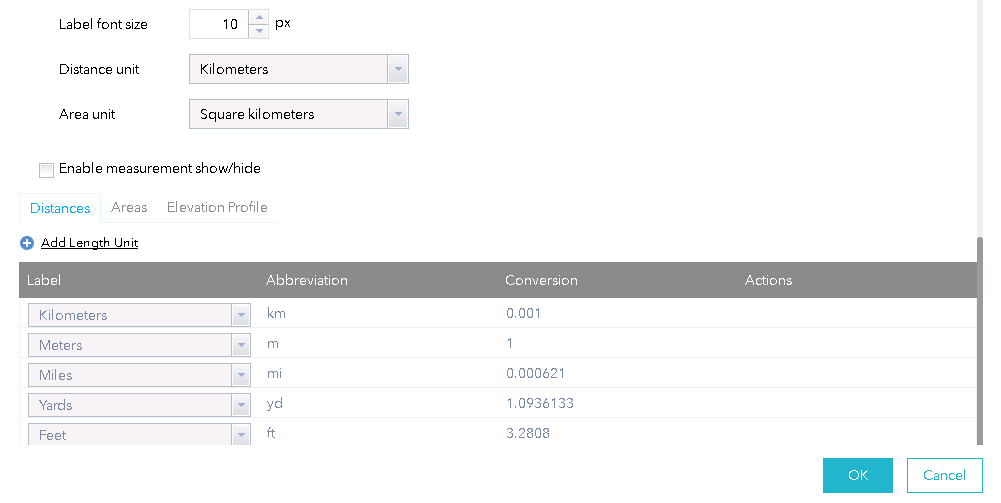 Label font size 10 px
Distance unit Kilometers
Area unit Square kilometers
Enable measurement show/hide
Distances Areas Elevation Profile
Add Length Unit
Label Abbreviation Conversion Actions
Kilometers km 0.001
Meters m 1
Miles mi 0.000621
Yards yd 1.0936133
Feet ft 3.2808
OK Cancel